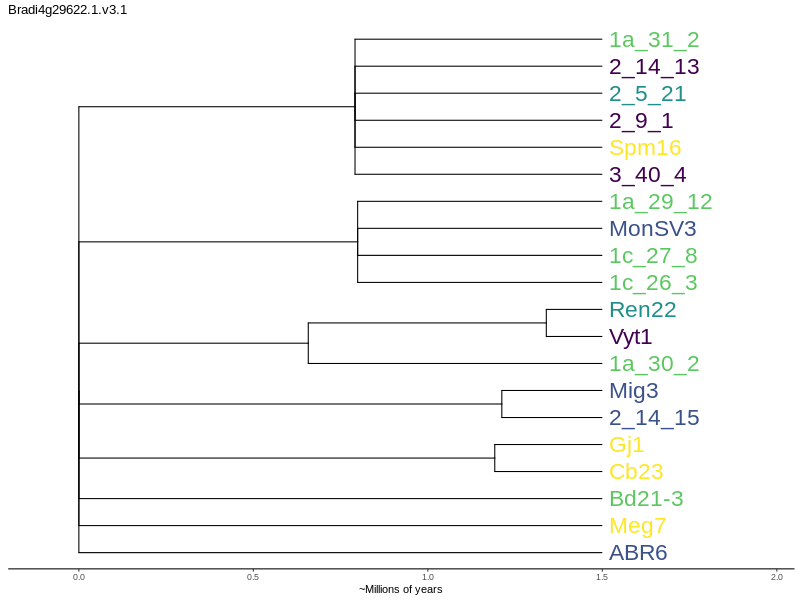 Bradi4g29622.1.v3.1
1a_31_2
2_14_13
2_5_21
2_9_1
Spm16
3_40_4
1a_29_12
MonSV3
1c_27_8
1c_26_3
Ren22
Vyt1
1a_30_2
Mig3
2_14_15
Gj1
Cb23
Bd21-3
Meg7
ABR6
0.0 0.5 1.0 1.5 2.0
~Millions of years